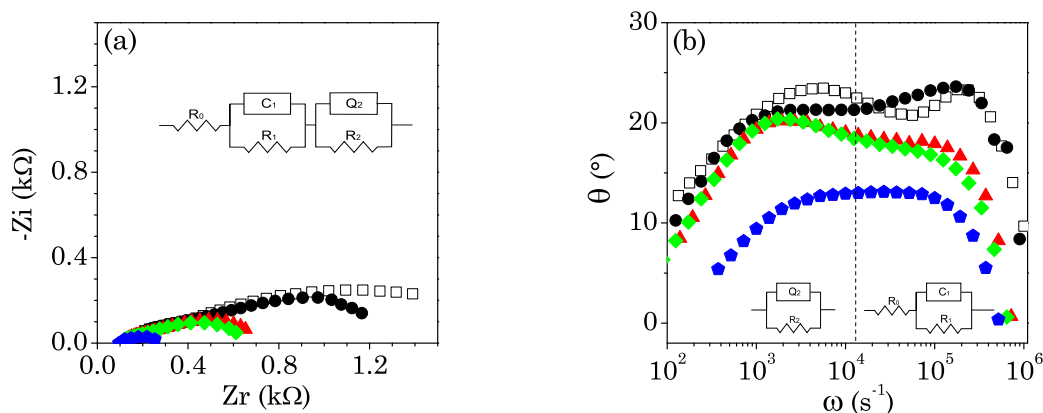 (a)
1.2
0.8
0.4
0.0
-Zi (kΩ)
0.0 0.4 0.8 1.2
Zr (kΩ)
R₀
C₁
R₁
Q₂
R₂
(b)
30
20
10
0
θ (°)
10² 10³ 10⁴ 10⁵ 10⁶
ω (s⁻¹)
Q₂
R₂
R₀
C₁
R₁